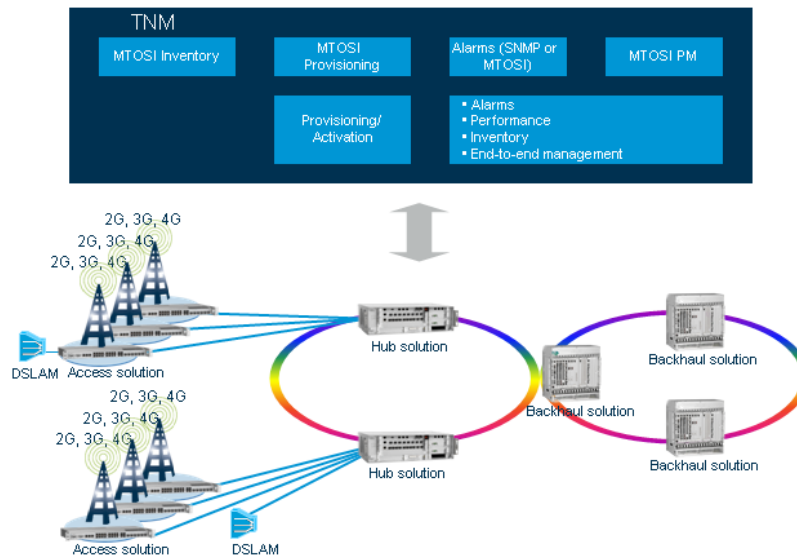 TNM
MTOSI Inventory
MTOSI
Provisioning
Alarms (SNMP or
MTOSI)
MTOSI PM
Provisioning/
Activation
▪ Alarms
▪ Performance
▪ Inventory
▪ End-to-end management
2G, 3G, 4G
2G, 3G, 4G
2G, 3G, 4G
DSLAM
Access solution
Hub solution
Backhaul solution
Backhaul solution
2G, 3G, 4G
2G, 3G, 4G
2G, 3G, 4G
Hub solution
Backhaul solution
Access solution
DSLAM